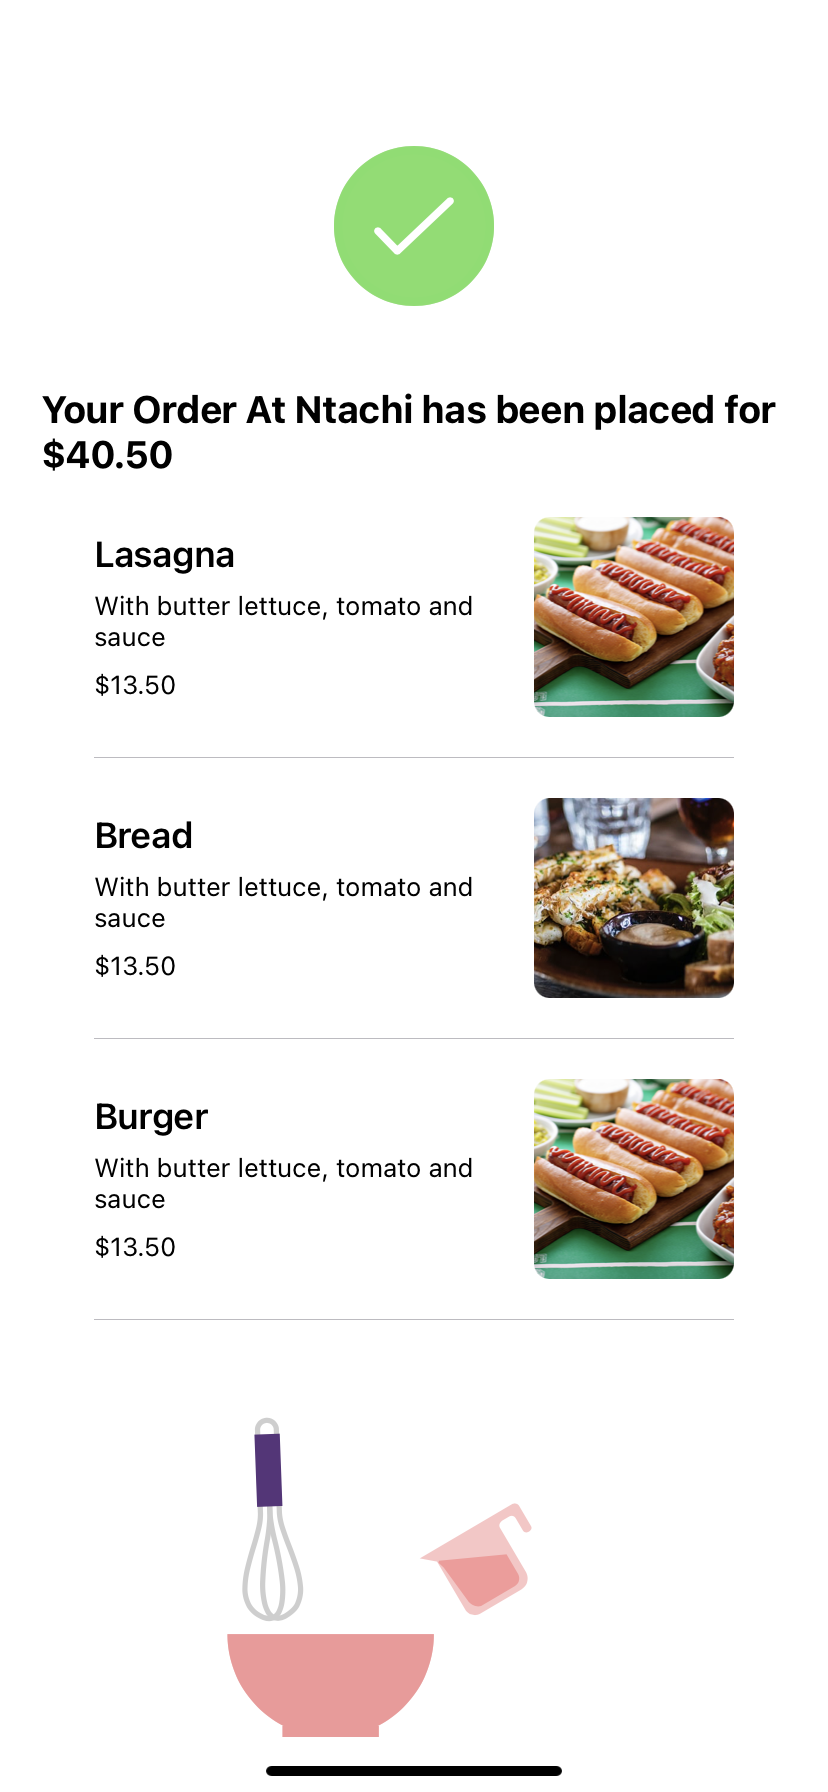 Your Order At Ntachi has been placed for
$40.50
Lasagna
With butter lettuce, tomato and
sauce
$13.50
Bread
With butter lettuce, tomato and
sauce
$13.50
Burger
With butter lettuce, tomato and
sauce
$13.50